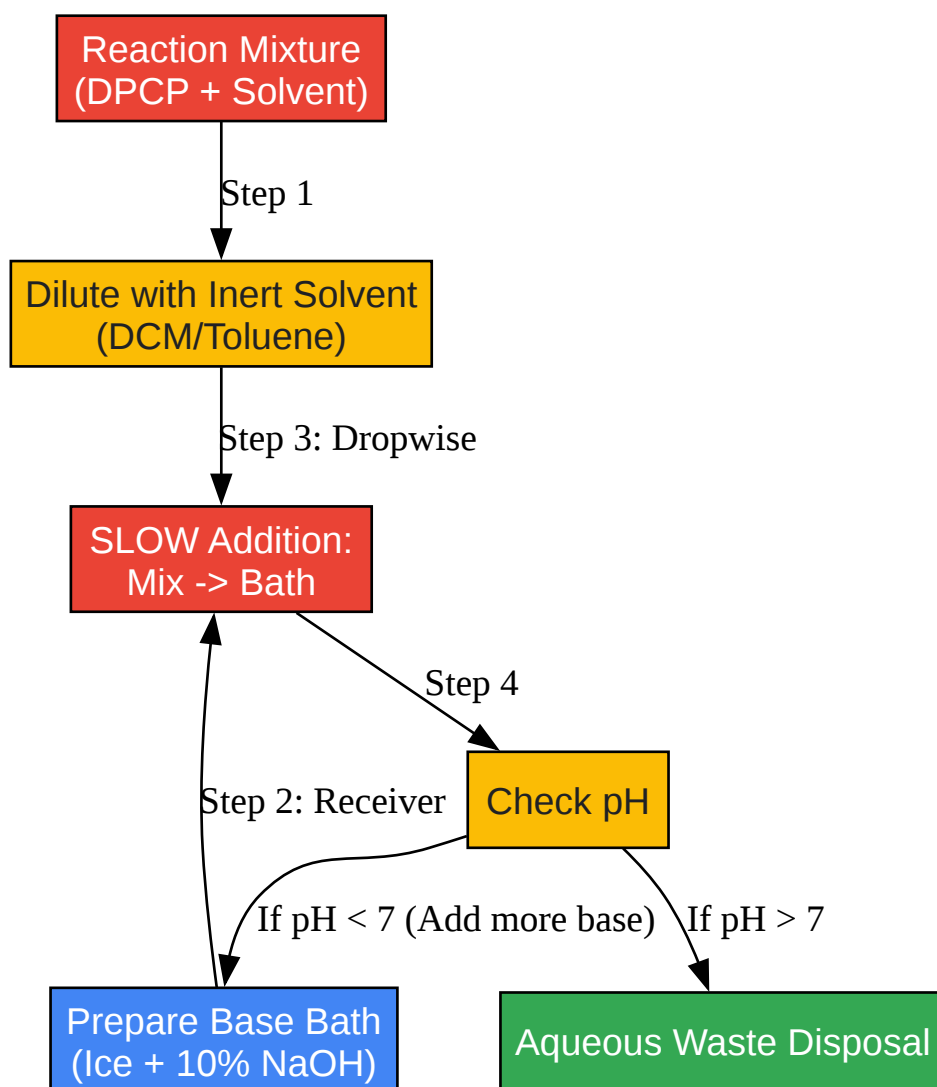 Reaction Mixture
(DPCP + Solvent)
Step 1
Dilute with Inert Solvent
(DCM/Toluene)
Step 3: Dropwise
SLOW Addition:
Mix -> Bath
Step 4
Step 2: Receiver
Check pH
If pH < 7 (Add more base)
If pH > 7
Prepare Base Bath
(Ice + 10% NaOH)
Aqueous Waste Disposal